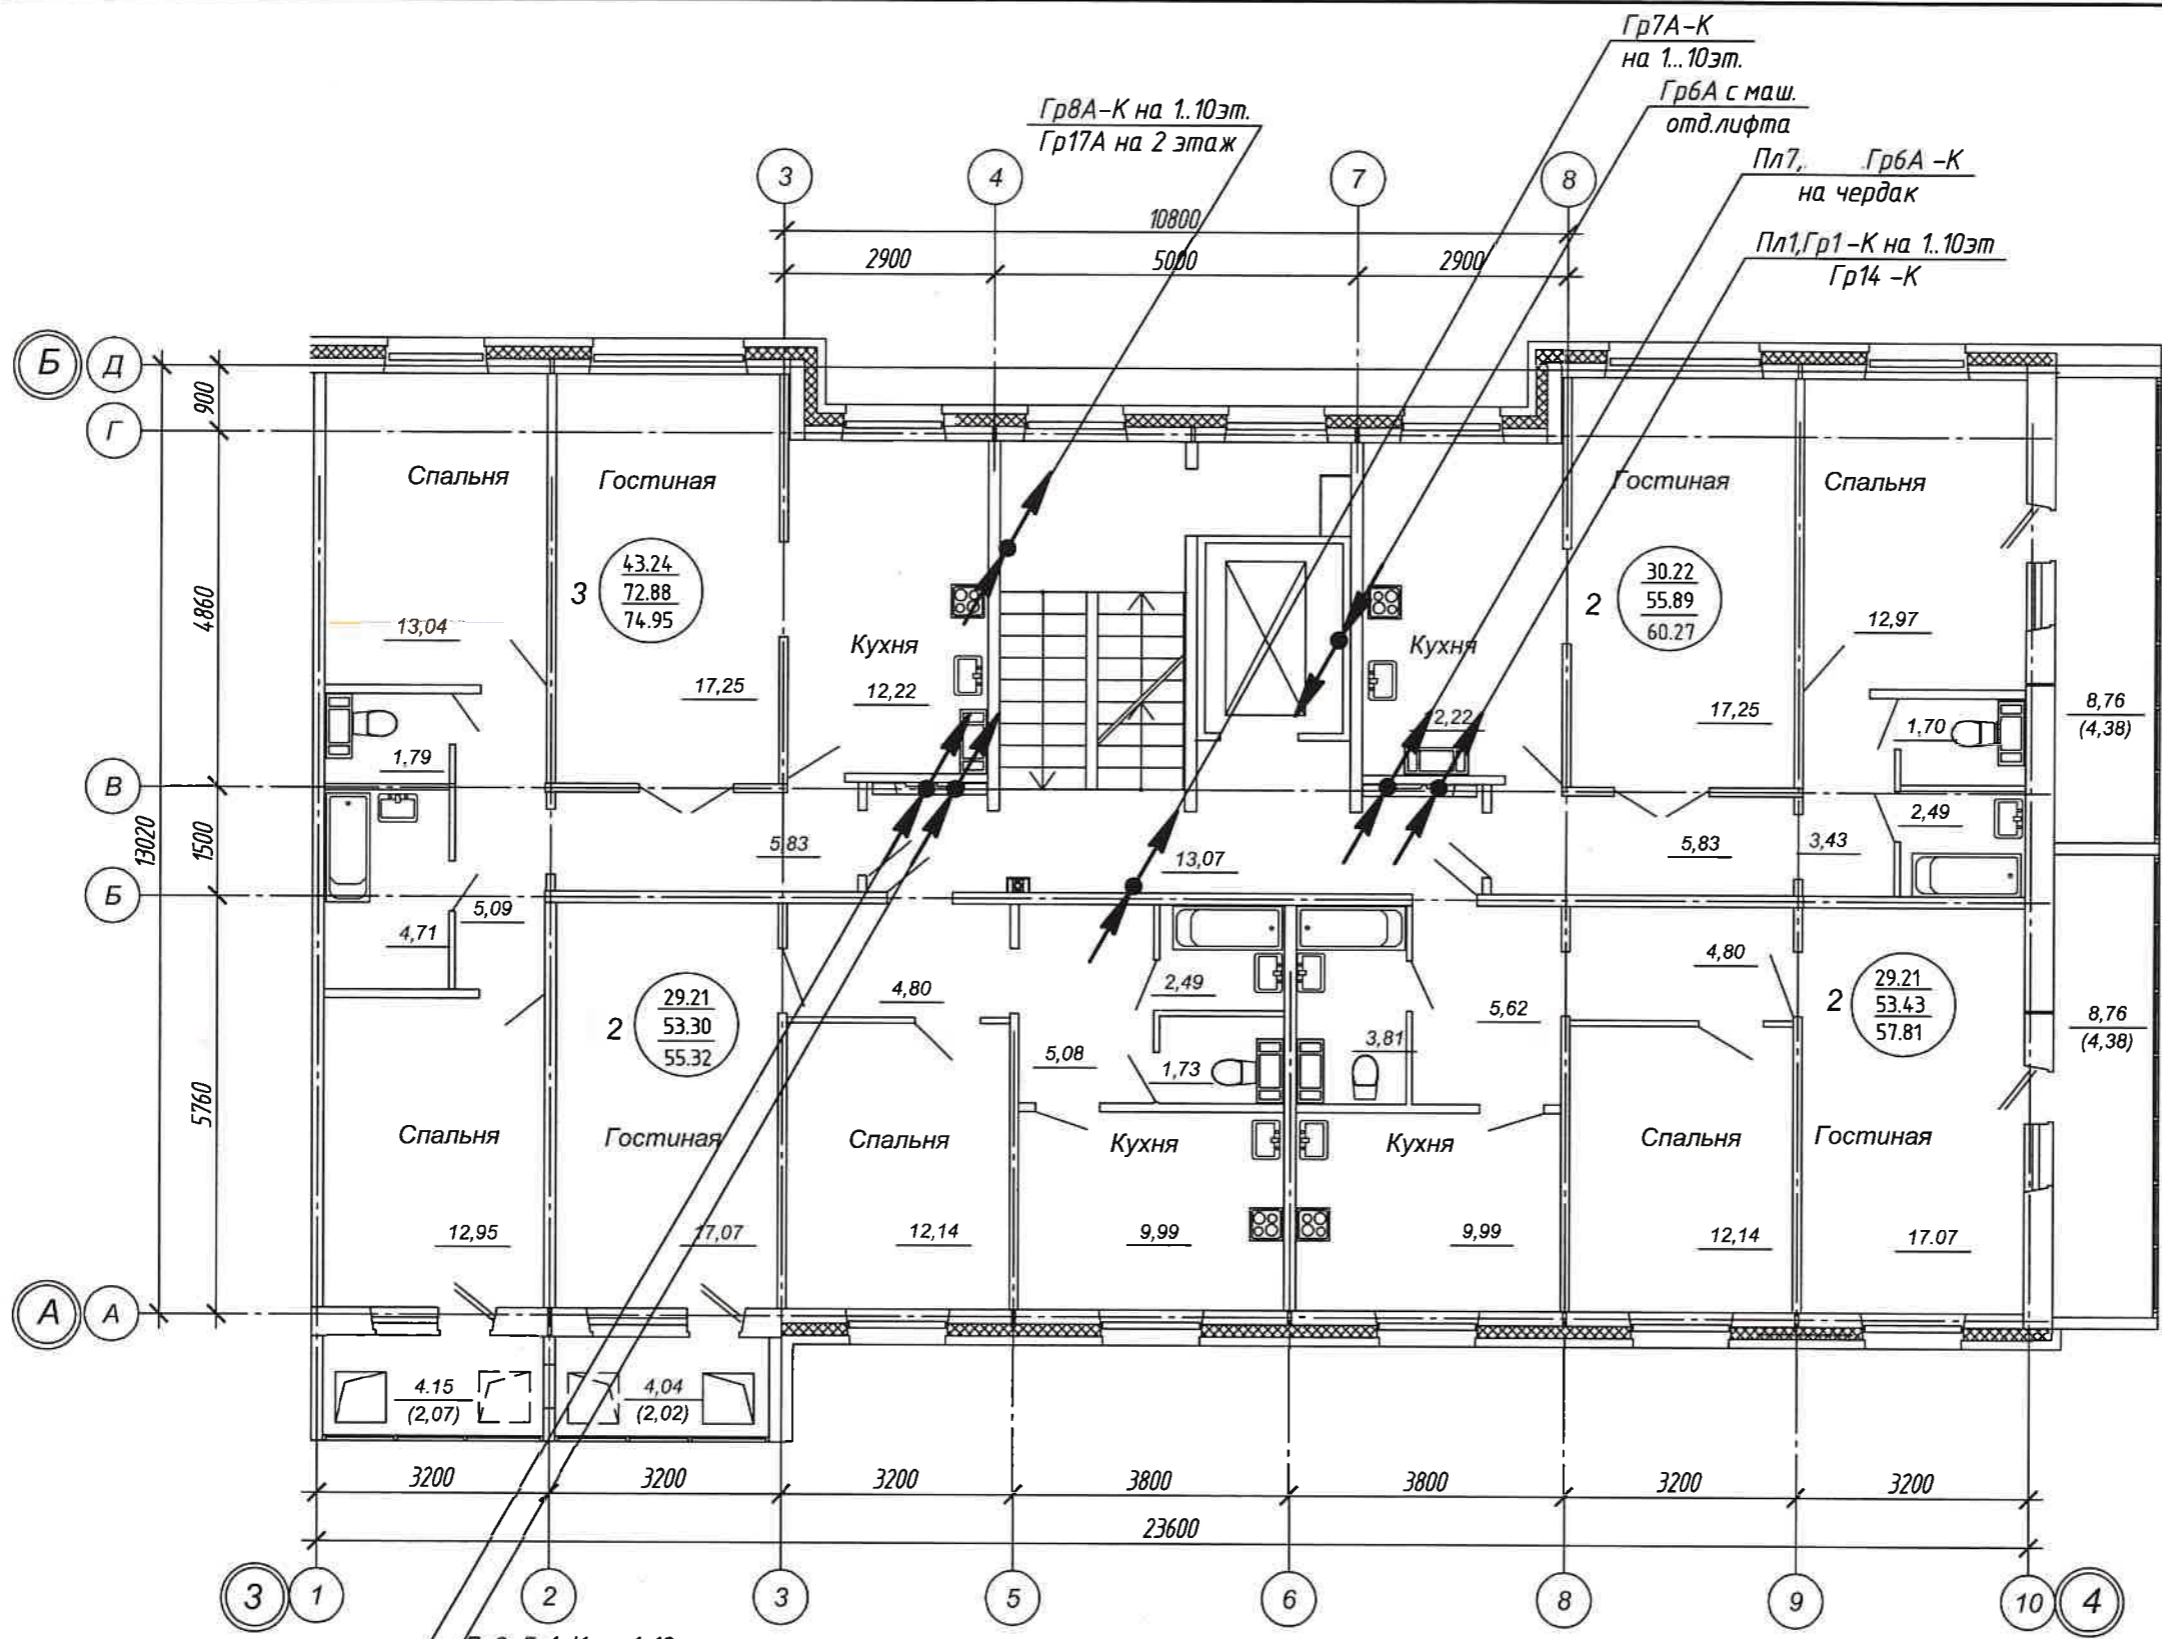 Гр7А-К
на 1...10эт.
Гр8А-К на 1..10эт.
Гр17А на 2 этаж
Гр6А с маш.
отд.лифта
Пл7, Гр6А -К
на чердак
Пл1,Гр1-К на 1..10эт
Гр14 -К
3
4
7
8
10800
2900
5000
2900
Б
Д
Г
В
Б
А
А
900
4860
1500
5760
13020
Спальня
Гостиная
Гостиная
Спальня
3
43.24
72.88
74.95
2
30.22
55.89
60.27
13,04
17,25
Кухня
12,22
Кухня
12,22
17,25
12,97
8,76
(4,38)
1,79
1,70
5,83
13,07
5,83
3,43
2,49
4,71
5,09
2
29.21
53.30
55.32
4,80
2,49
5,62
4,80
2
29.21
53.43
57.81
8,76
(4,38)
5,08
1,73
3,81
Спальня
Гостиная
Спальня
Кухня
Кухня
Спальня
Гостиная
12,95
17,07
12,14
9,99
9,99
12,14
17.07
4.15
(2,07)
4,04
(2,02)
3200
3200
3200
3800
3800
3200
3200
23600
3
1
2
3
5
6
8
9
10
4